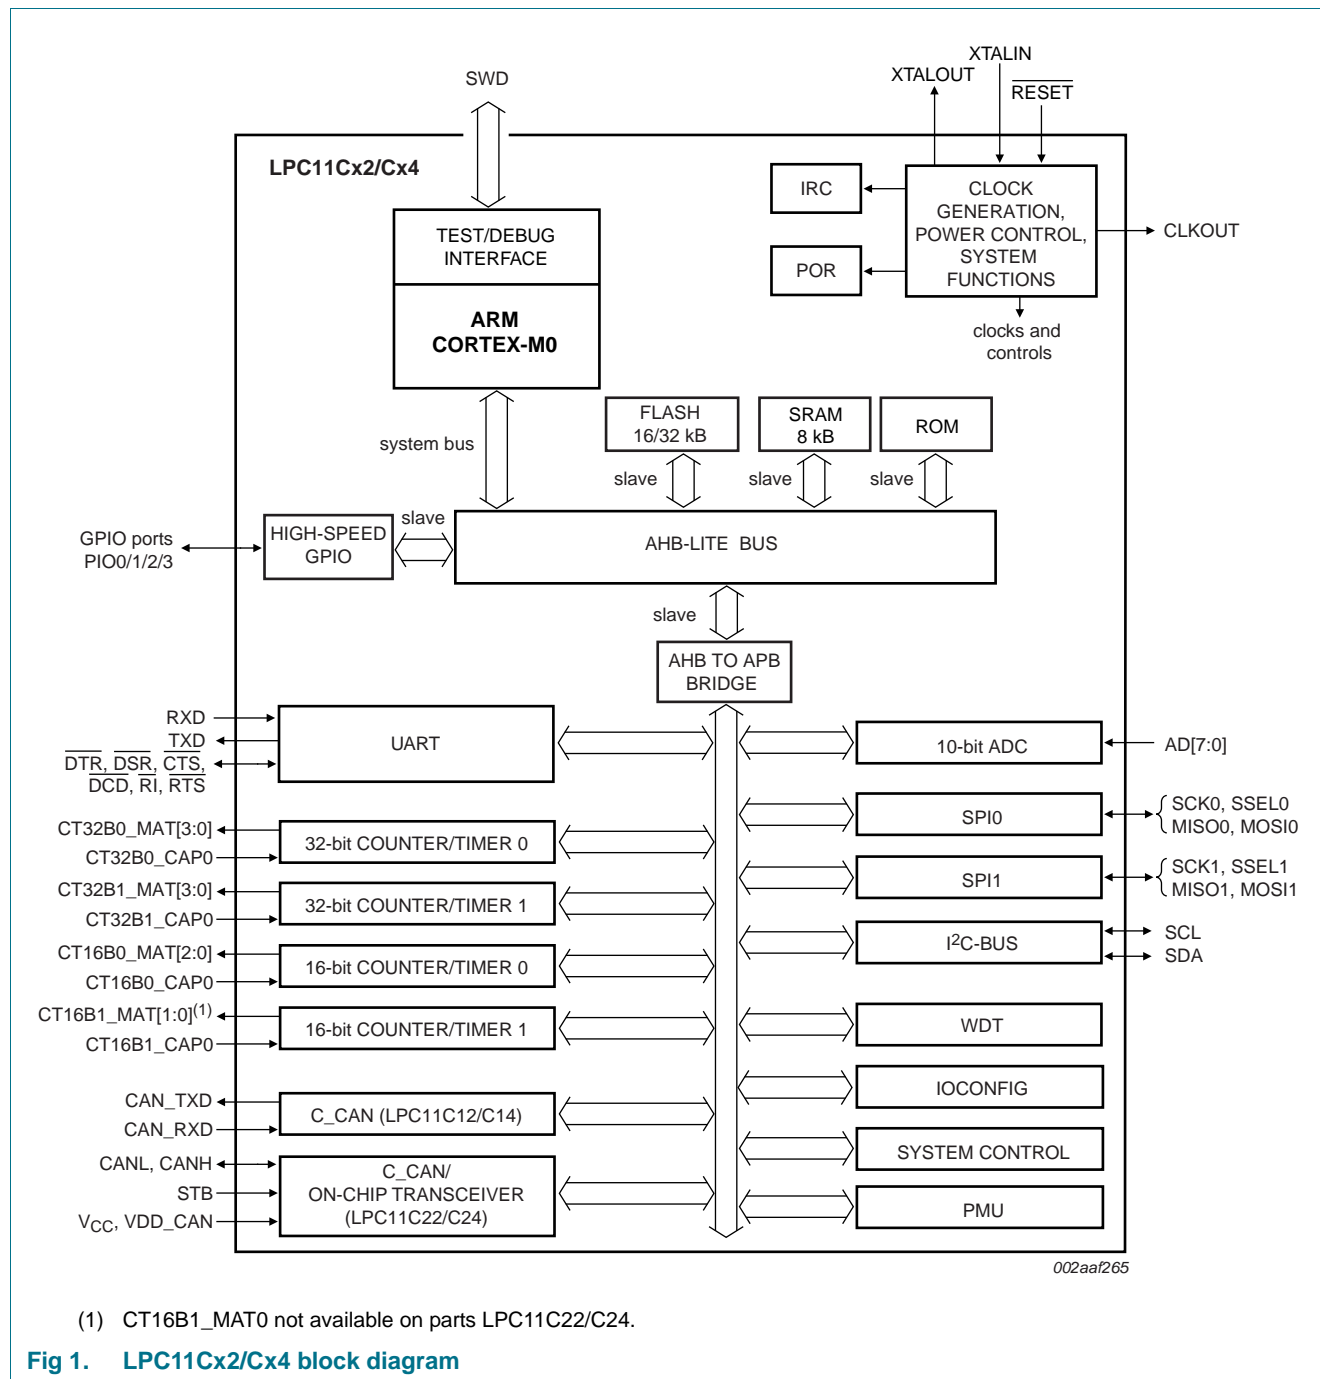 SWD
XTALIN
XTALOUT
RESET
LPC11Cx2/Cx4
TEST/DEBUG
INTERFACE
ARM
CORTEX-M0
IRC
POR
CLOCK
GENERATION,
POWER CONTROL,
SYSTEM
FUNCTIONS
CLKOUT
clocks and
controls
system bus
FLASH
16/32 kB
SRAM
8 kB
ROM
slave
slave
slave
GPIO ports
PIO0/1/2/3
HIGH-SPEED
GPIO
slave
AHB-LITE BUS
slave
AHB TO APB
BRIDGE
RXD
TXD
DTR, DSR, CTS,
DCD, RI, RTS
UART
10-bit ADC
AD[7:0]
CT32B0_MAT[3:0]
CT32B0_CAP0
32-bit COUNTER/TIMER 0
SPI0
SCK0, SSEL0
MISO0, MOSI0
CT32B1_MAT[3:0]
CT32B1_CAP0
32-bit COUNTER/TIMER 1
SPI1
SCK1, SSEL1
MISO1, MOSI1
CT16B0_MAT[2:0]
CT16B0_CAP0
16-bit COUNTER/TIMER 0
I2C-BUS
SCL
SDA
CT16B1_MAT[1:0](1)
CT16B1_CAP0
16-bit COUNTER/TIMER 1
WDT
IOCONFIG
CAN_TXD
CAN_RXD
C_CAN (LPC11C12/C14)
SYSTEM CONTROL
CANL, CANH
STB
VCC, VDD_CAN
C_CAN/
ON-CHIP TRANSCEIVER
(LPC11C22/C24)
PMU
002aaf265
(1) CT16B1_MAT0 not available on parts LPC11C22/C24.
Fig 1. LPC11Cx2/Cx4 block diagram